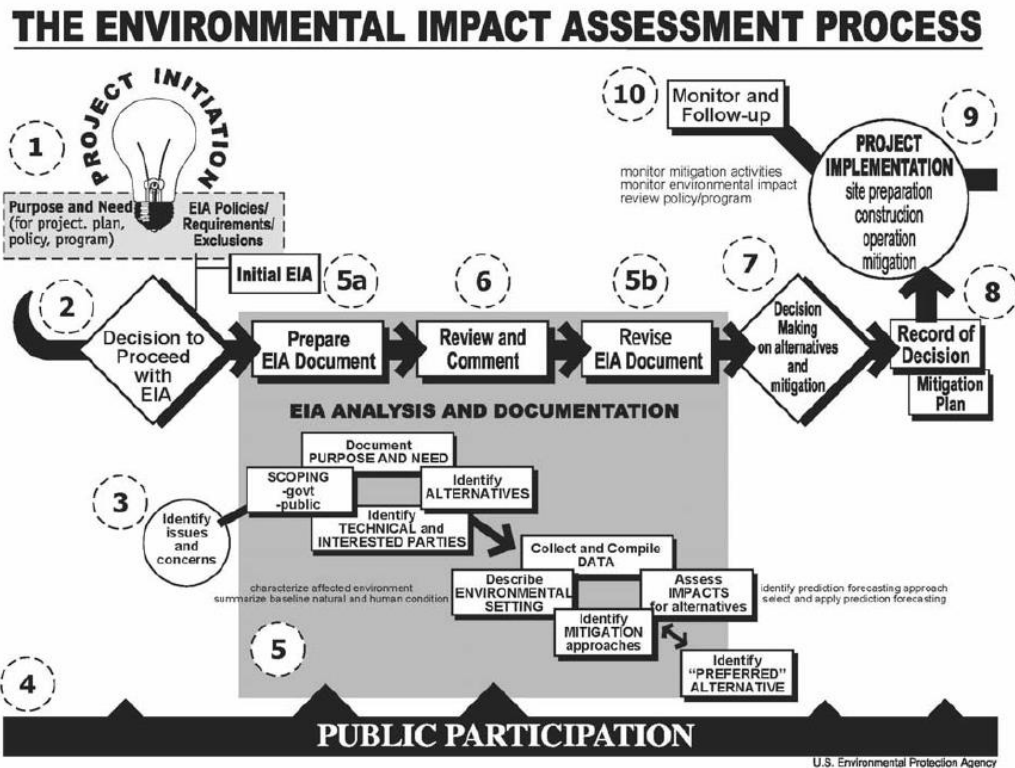 THE ENVIRONMENTAL IMPACT ASSESSMENT PROCESS
1
PROJECT INITIATION
Purpose and Need
(for project. plan,
policy, program)
EIA Policies/
Requirements/
Exclusions
Initial EIA
10
Monitor and
Follow-up
monitor mitigation activities
monitor environmental impact
review policy/program
9
PROJECT
IMPLEMENTATION
site preparation
construction
operation
mitigation
2
Decision to
Proceed
with
EIA
5a
Prepare
EIA Document
6
Review and
Comment
5b
Revise
EIA Document
7
Decision
Making
on alternatives
and
mitigation
8
Record of
Decision
Mitigation
Plan
EIA ANALYSIS AND DOCUMENTATION
3
Identify
issues
and
concerns
Document
PURPOSE AND NEED
SCOPING
-govt
-public
Identify
ALTERNATIVES
Identify
TECHNICAL and
INTERESTED PARTIES
Collect and Compile
DATA
characterize affected environment
summarize baseline natural and human condition
Describe
ENVIRONMENTAL
SETTING
Assess
IMPACTS
for alternatives
identify prediction forecasting approach
select and apply prediction forecasting
Identify
MITIGATION
approaches
5
Identify
"PREFERRED"
ALTERNATIVE
4
PUBLIC PARTICIPATION
U.S. Environmental Protection Agency